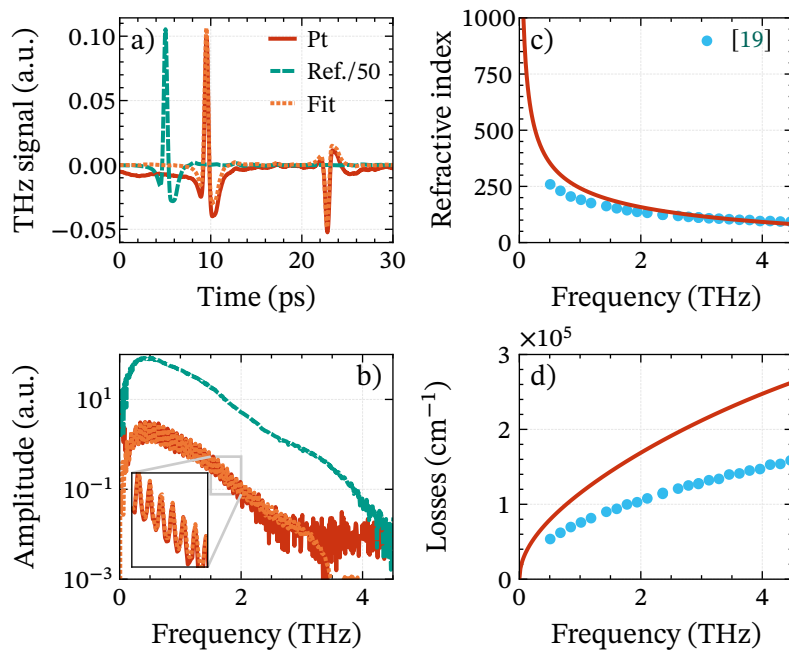 a)
Pt
Ref./50
Fit
THz signal (a.u.)
0.10
0.05
0.00
−0.05
0
10
20
30
Time (ps)
c)
[19]
Refractive index
1000
750
500
250
0
0
2
4
Frequency (THz)
b)
Amplitude (a.u.)
10¹
10⁻¹
10⁻³
0
2
4
Frequency (THz)
d)
×10⁵
Losses (cm⁻¹)
3
2
1
0
0
2
4
Frequency (THz)